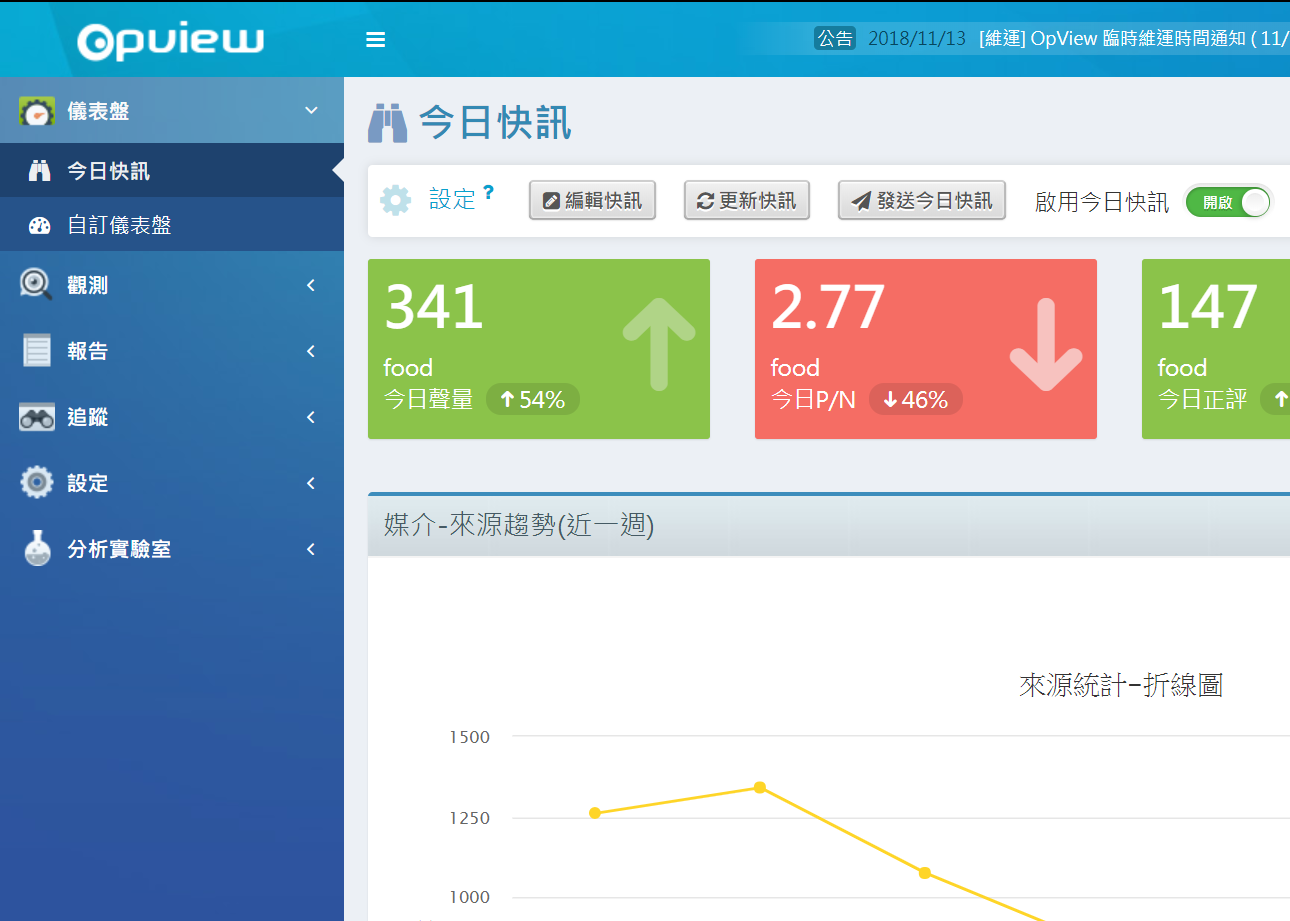 Opview
公告 2018/11/13 [維運] OpView 臨時維運時間通知 ( 11/
儀表盤
今日快訊
自訂儀表盤
觀測
報告
追蹤
設定
分析實驗室
今日快訊
設定 ?
編輯快訊
更新快訊
發送今日快訊
啟用今日快訊
開啟
341
food
今日聲量 54%
2.77
food
今日P/N 46%
147
food
今日正評
媒介-來源趨勢(近一週)
來源統計-折線圖
1500
1250
1000